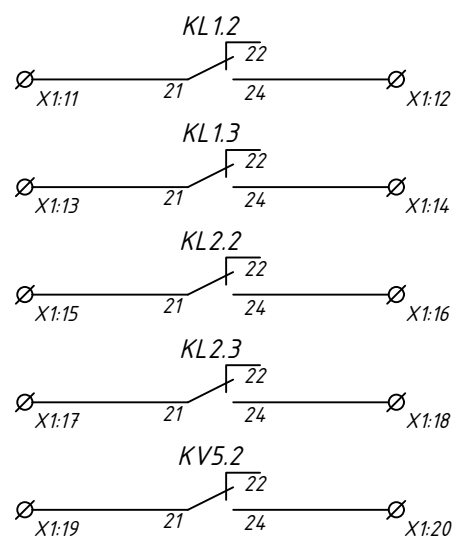 KL1.2
22
X1:11 21 24 X1:12
KL1.3
22
X1:13 21 24 X1:14
KL2.2
22
X1:15 21 24 X1:16
KL2.3
22
X1:17 21 24 X1:18
KV5.2
22
X1:19 21 24 X1:20